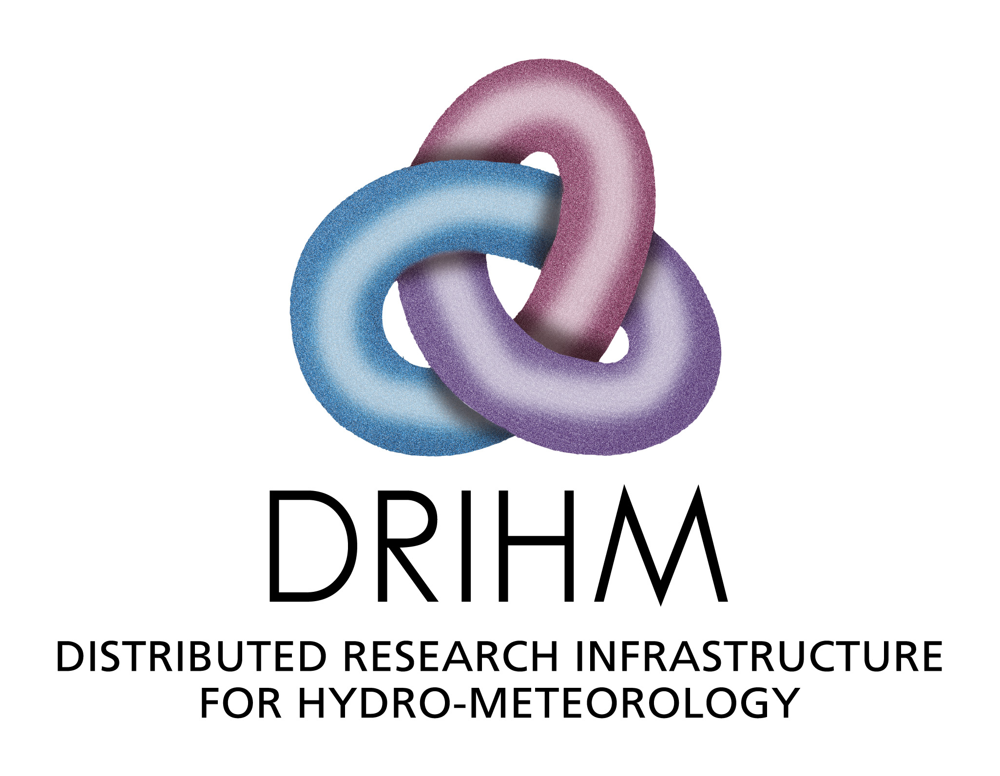 DRIHM
DISTRIBUTED RESEARCH INFRASTRUCTURE
FOR HYDRO-METEOROLOGY